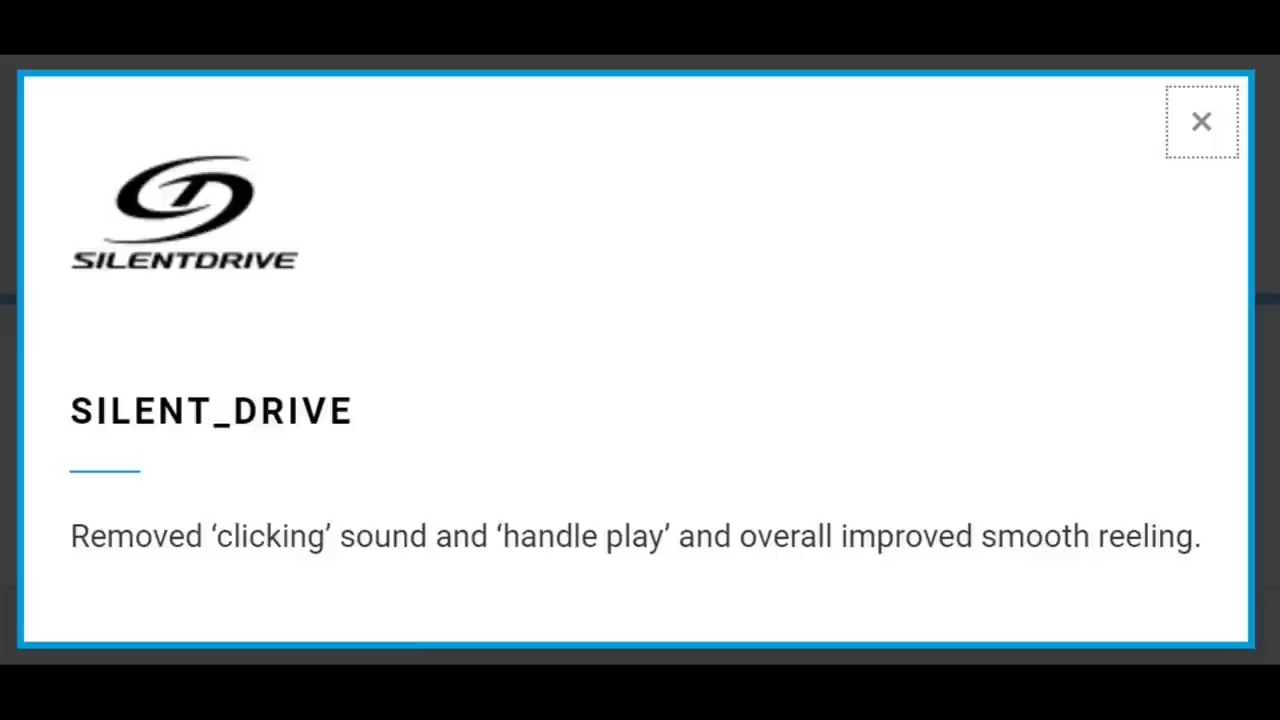 SILENTDRIVE
SILENT_DRIVE
Removed ‘clicking’ sound and ‘handle play’ and overall improved smooth reeling.